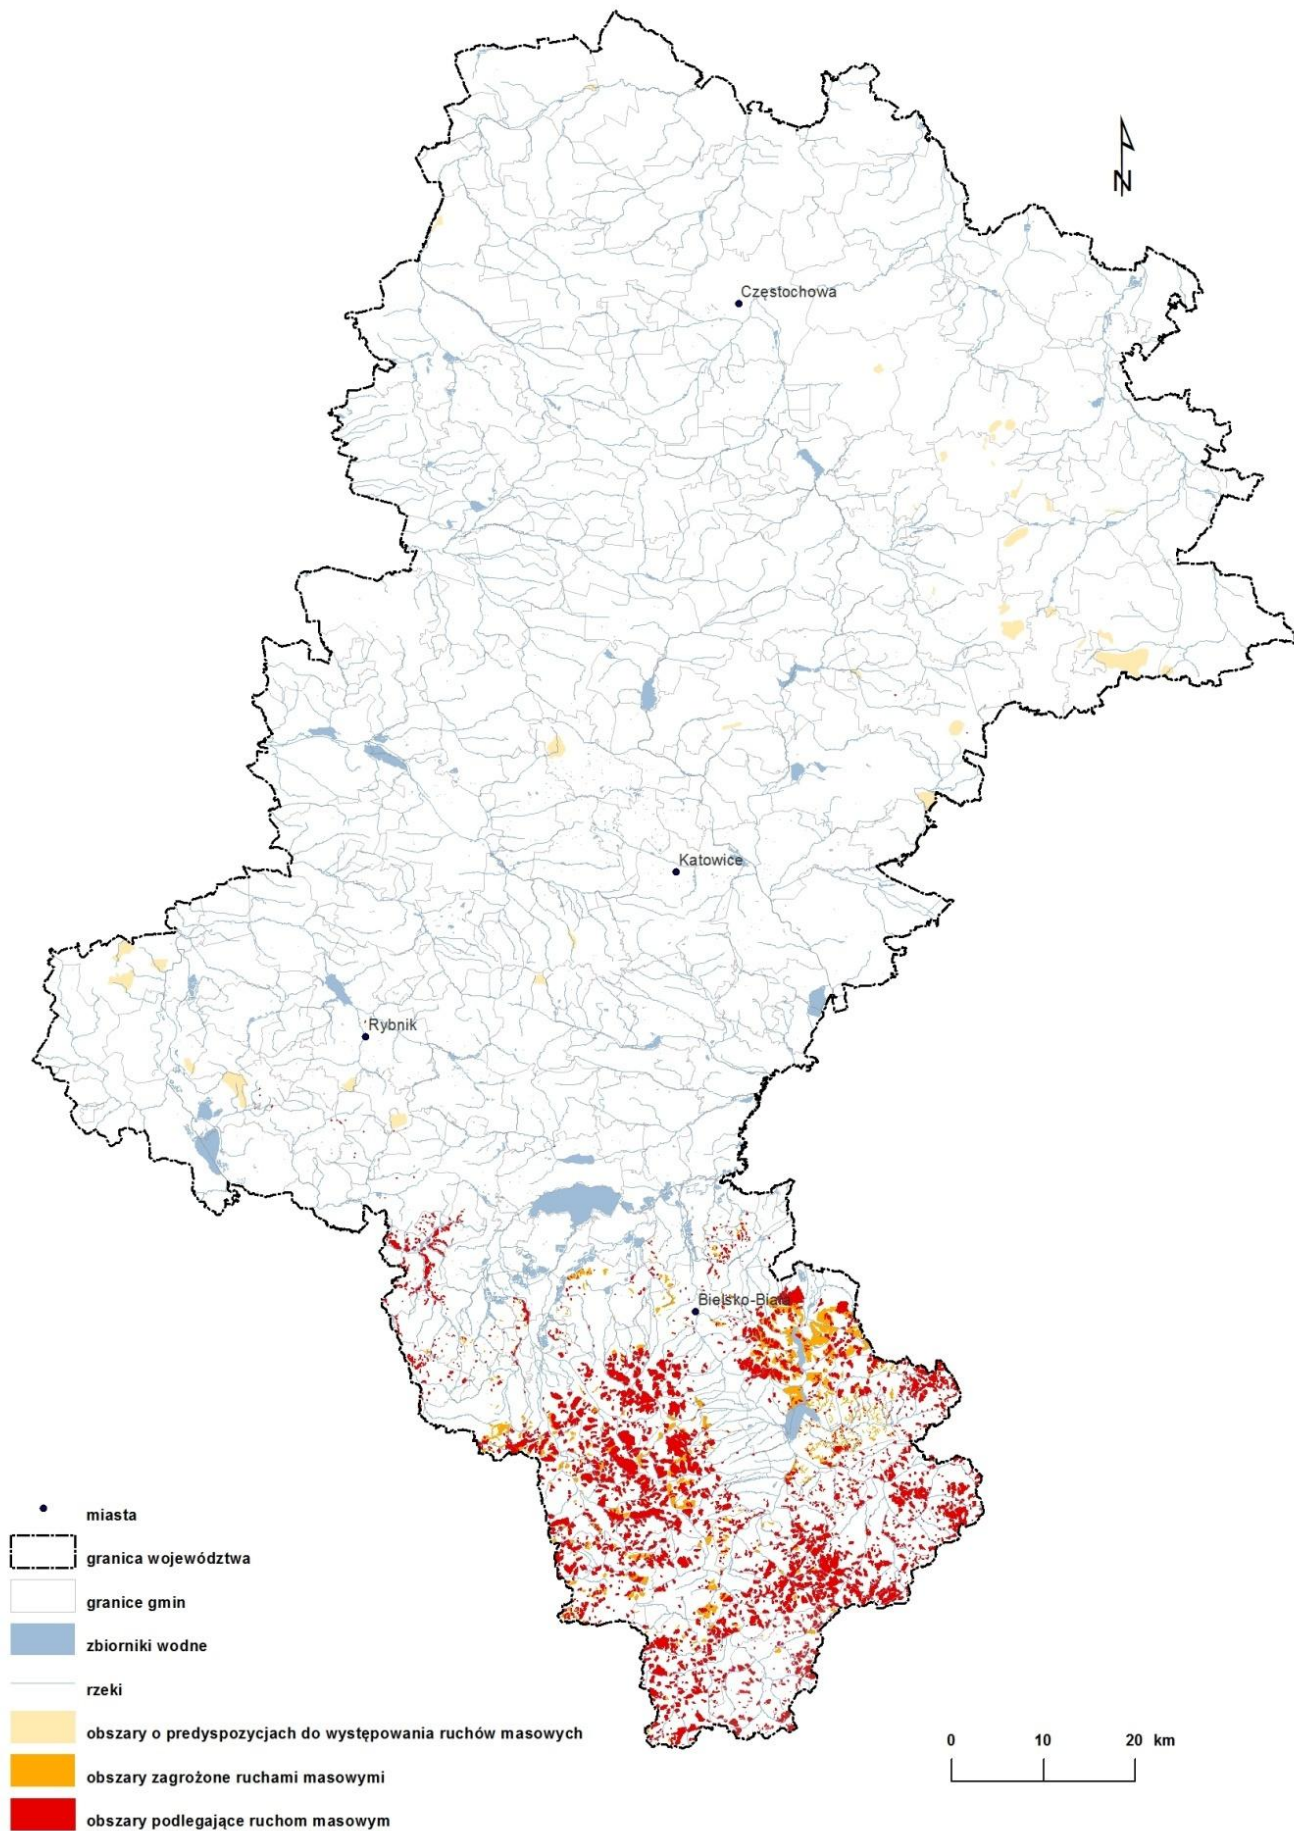 N
Częstochowa
Katowice
Rybnik
Bielsko-Biała
miasta
granica województwa
granice gmin
zbiorniki wodne
rzeki
obszary o predyspozycjach do występowania ruchów masowych
obszary zagrożone ruchami masowymi
obszary podlegające ruchom masowym
0 10 20 km